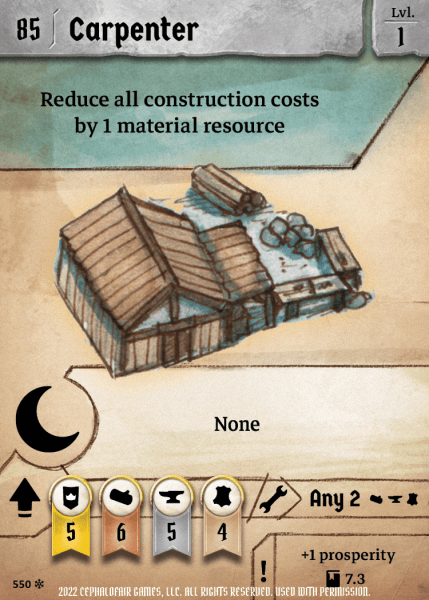 85 Carpenter
Lvl.
1
Reduce all construction costs
by 1 material resource
None
5 6 5 4
Any 2
+1 prosperity
! 7.3
550
2022 CEPHALOFAIR GAMES, LLC. ALL RIGHTS RESERVED. USED WITH PERMISSION.